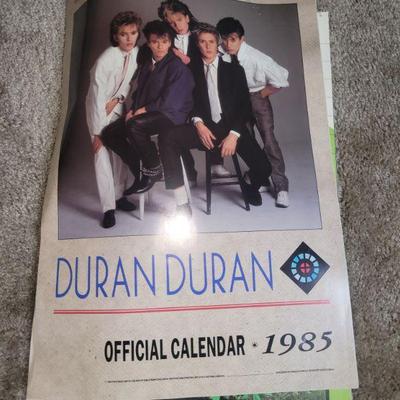 DURAN DURAN
OFFICIAL CALENDAR * 1985